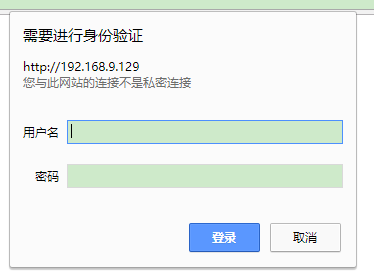 需要进行身份验证
http://192.168.9.129
您与此网站的连接不是私密连接
用户名
密码
登录
取消